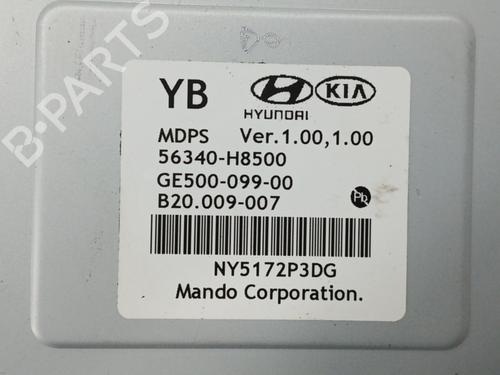 B-PARTS
YB HYUNDAI KIA
MDPS Ver.1.00,1.00
56340-H8500
GE500-099-00
B20.009-007 Pb
NY5172P3DG
Mando Corporation.